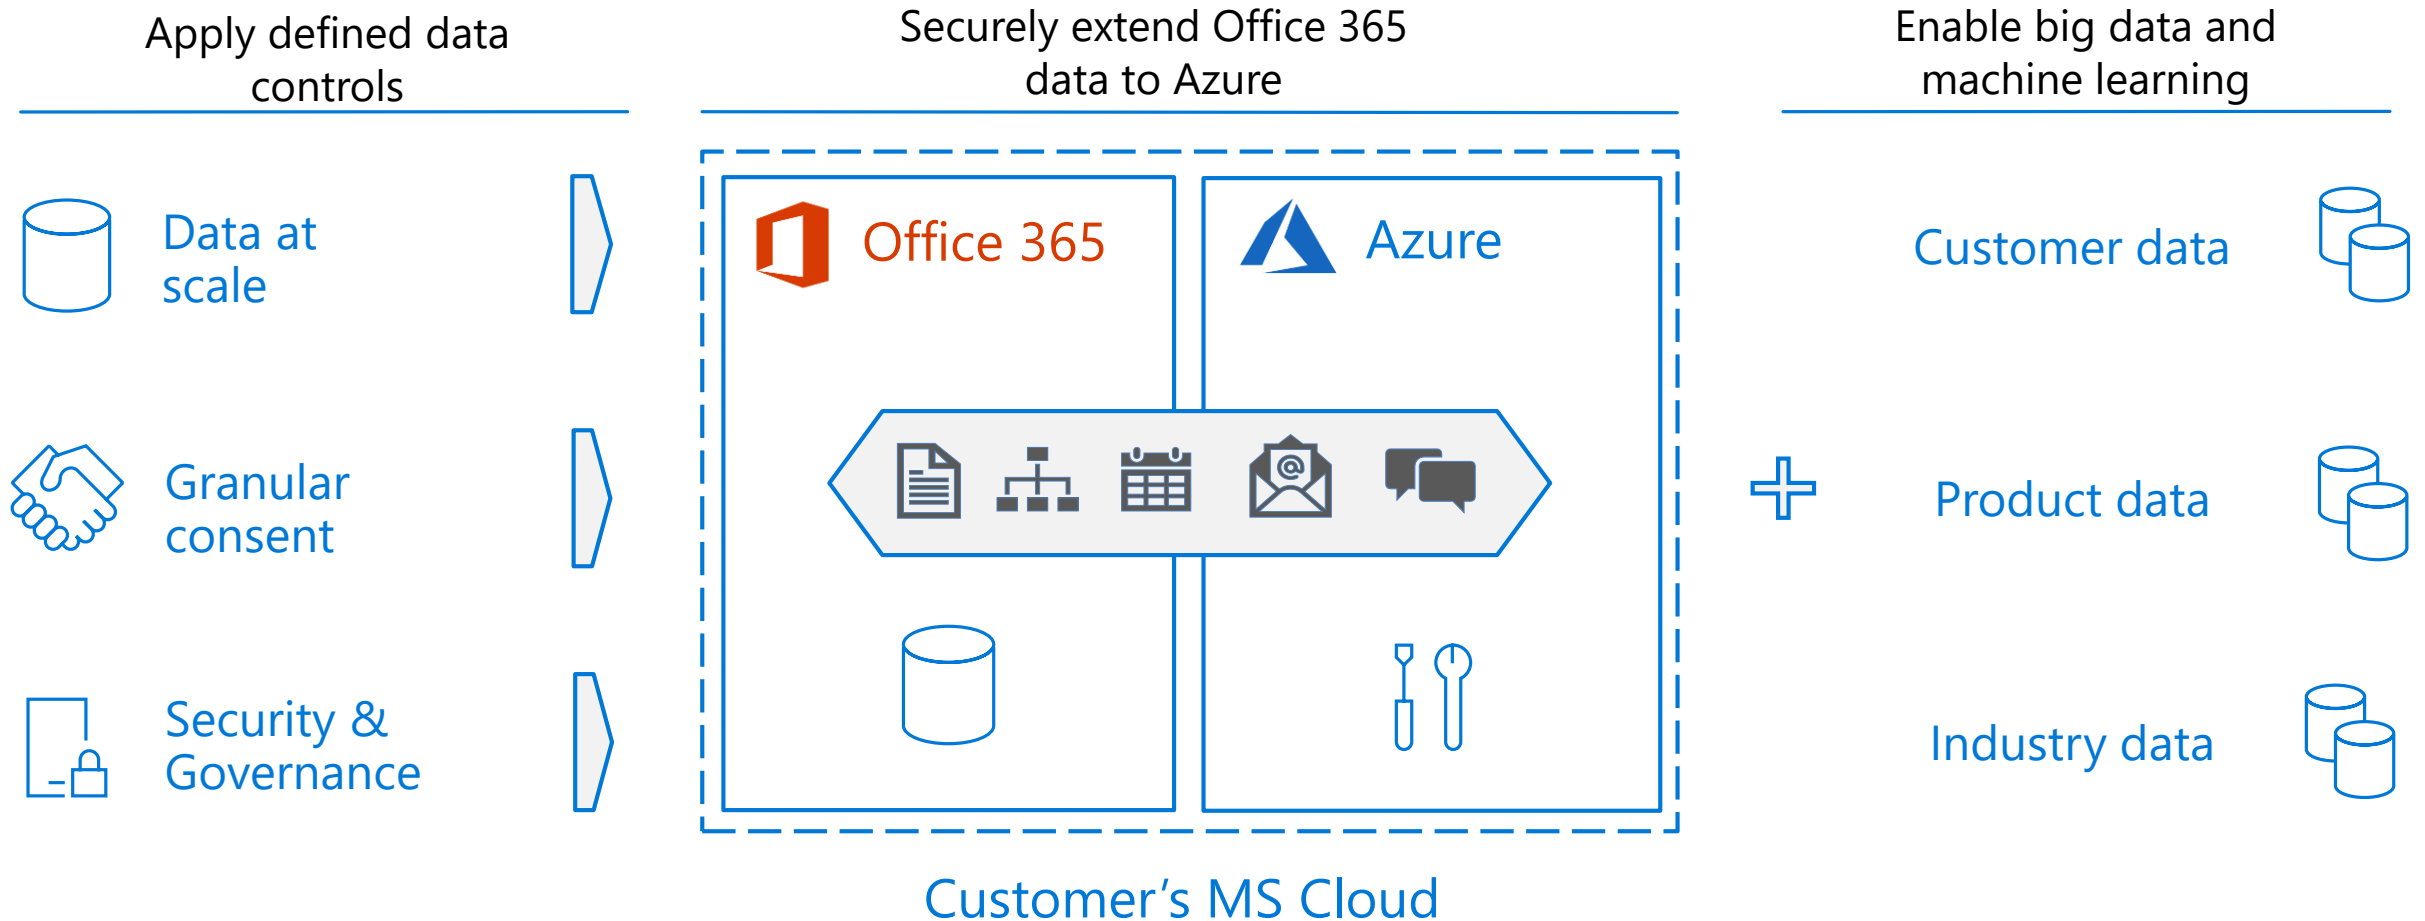 Apply defined data
controls
Securely extend Office 365
data to Azure
Enable big data and
machine learning
Data at
scale
Granular
consent
Security &
Governance
Office 365
Azure
@
Customer data
Product data
Industry data
Customer‘s MS Cloud